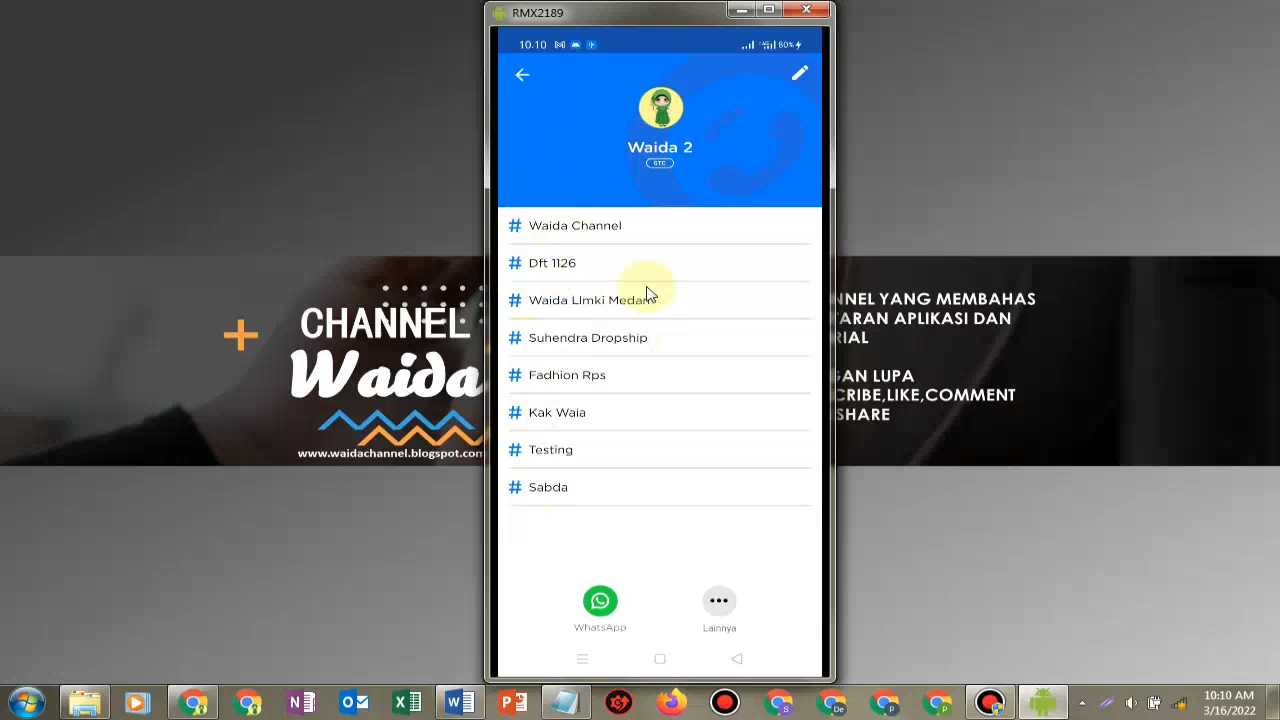 RMX2189
10.10
80%
Waida 2
GTC
# Waida Channel
# Dft 1126
# Waida Llmki Medan
# Suhendra Dropship
# Fadhion Rps
# Kak Waia
# Testing
# Sabda
WhatsApp
Lainnya
CHANNEL
Waida
www.waidachannel.blogspot.com
NNEL YANG MEMBAHAS
TARAN APLIKASI DAN
RIAL
GAN LUPA
CRIBE,LIKE,COMMENT
SHARE
10:10 AM
3/16/2022